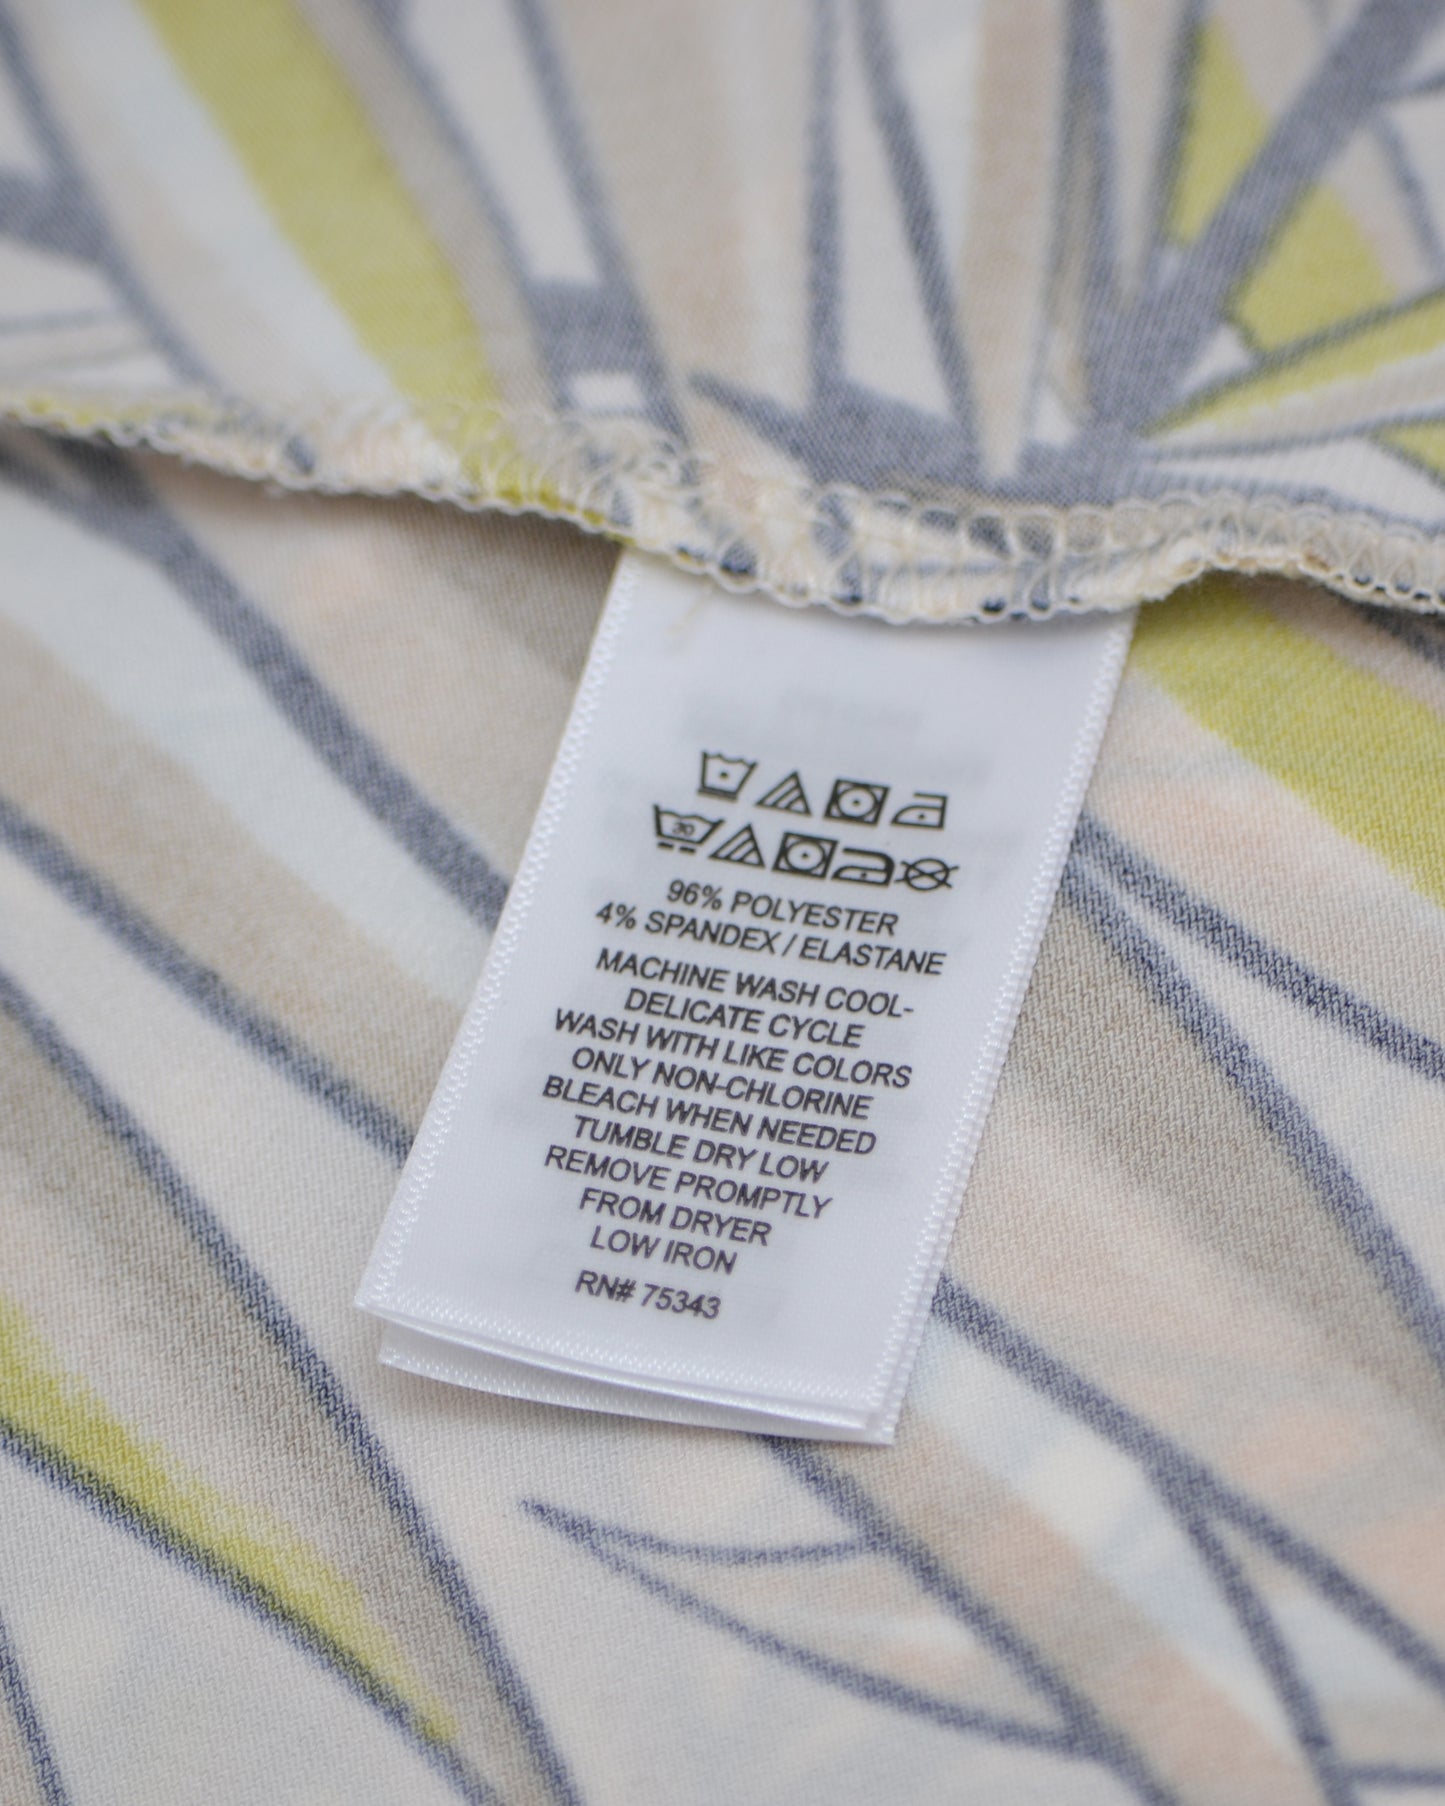 30
96% POLYESTER
4% SPANDEX / ELASTANE
MACHINE WASH COOL-
DELICATE CYCLE
WASH WITH LIKE COLORS
ONLY NON-CHLORINE
BLEACH WHEN NEEDED
TUMBLE DRY LOW
REMOVE PROMPTLY
FROM DRYER
LOW IRON
RN# 75343